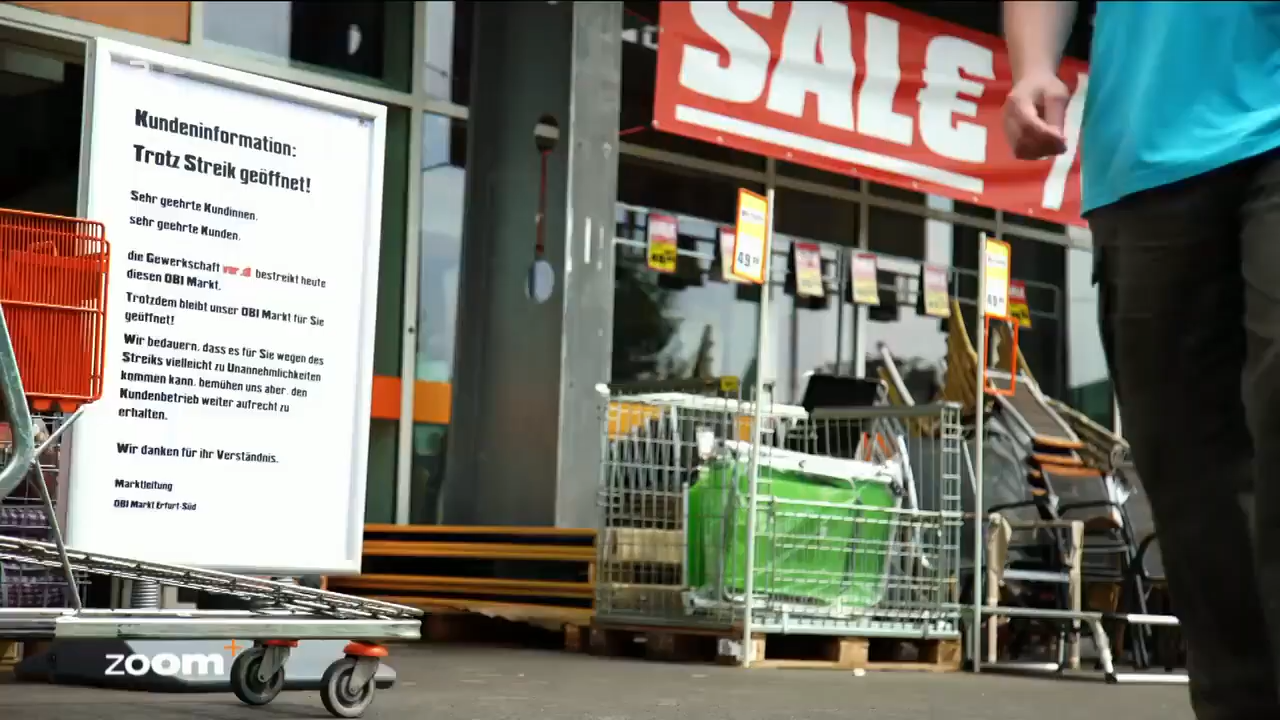 Kundeninformation:
Trotz Streik geöffnet!
Sehr geehrte Kundinnen,
sehr geehrte Kunden,
die Gewerkschaft ver.di bestreikt heute
diesen OBI Markt.
Trotzdem bleibt unser OBI Markt für Sie
geöffnet!
Wir bedauern, dass es für Sie wegen des
Streiks vielleicht zu Unannehmlichkeiten
kommen kann, bemühen uns aber, den
Kundenbetrieb weiter aufrecht zu
erhalten.
Wir danken für ihr Verständnis.
Marktleitung
OBI Markt Erfurt-Süd
SAL€
49
zoom+